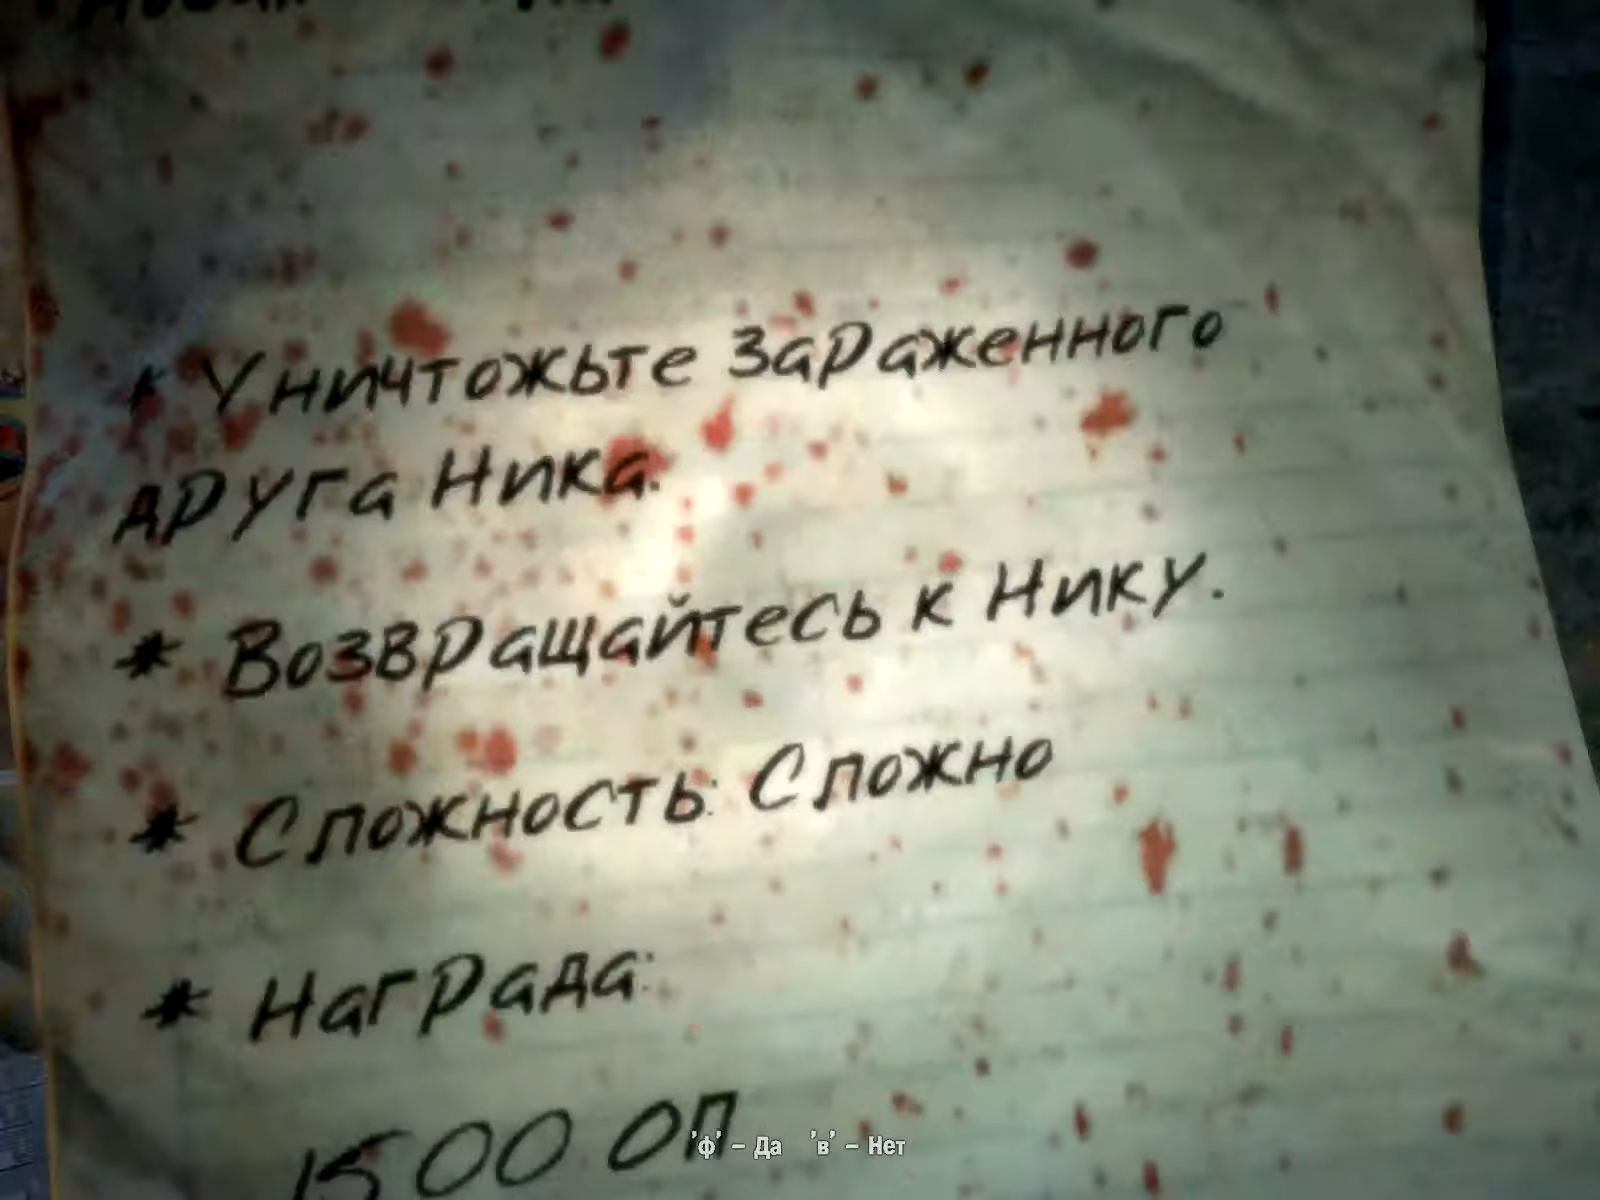 * Уничтожьте зараженного
друга Ника.
* Возвращайтесь к Нику.
* Сложность: Сложно
* Награда:
1500 ОП
'ф' – Да 'в' – Нет